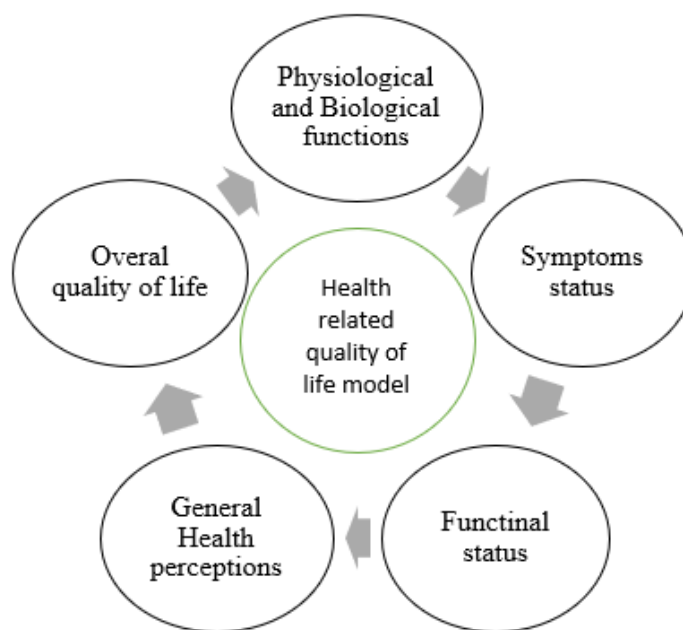 Physiological
and Biological
functions
Symptoms
status
Functinal
status
General
Health
perceptions
Overal
quality of life
Health
related
quality of
life model